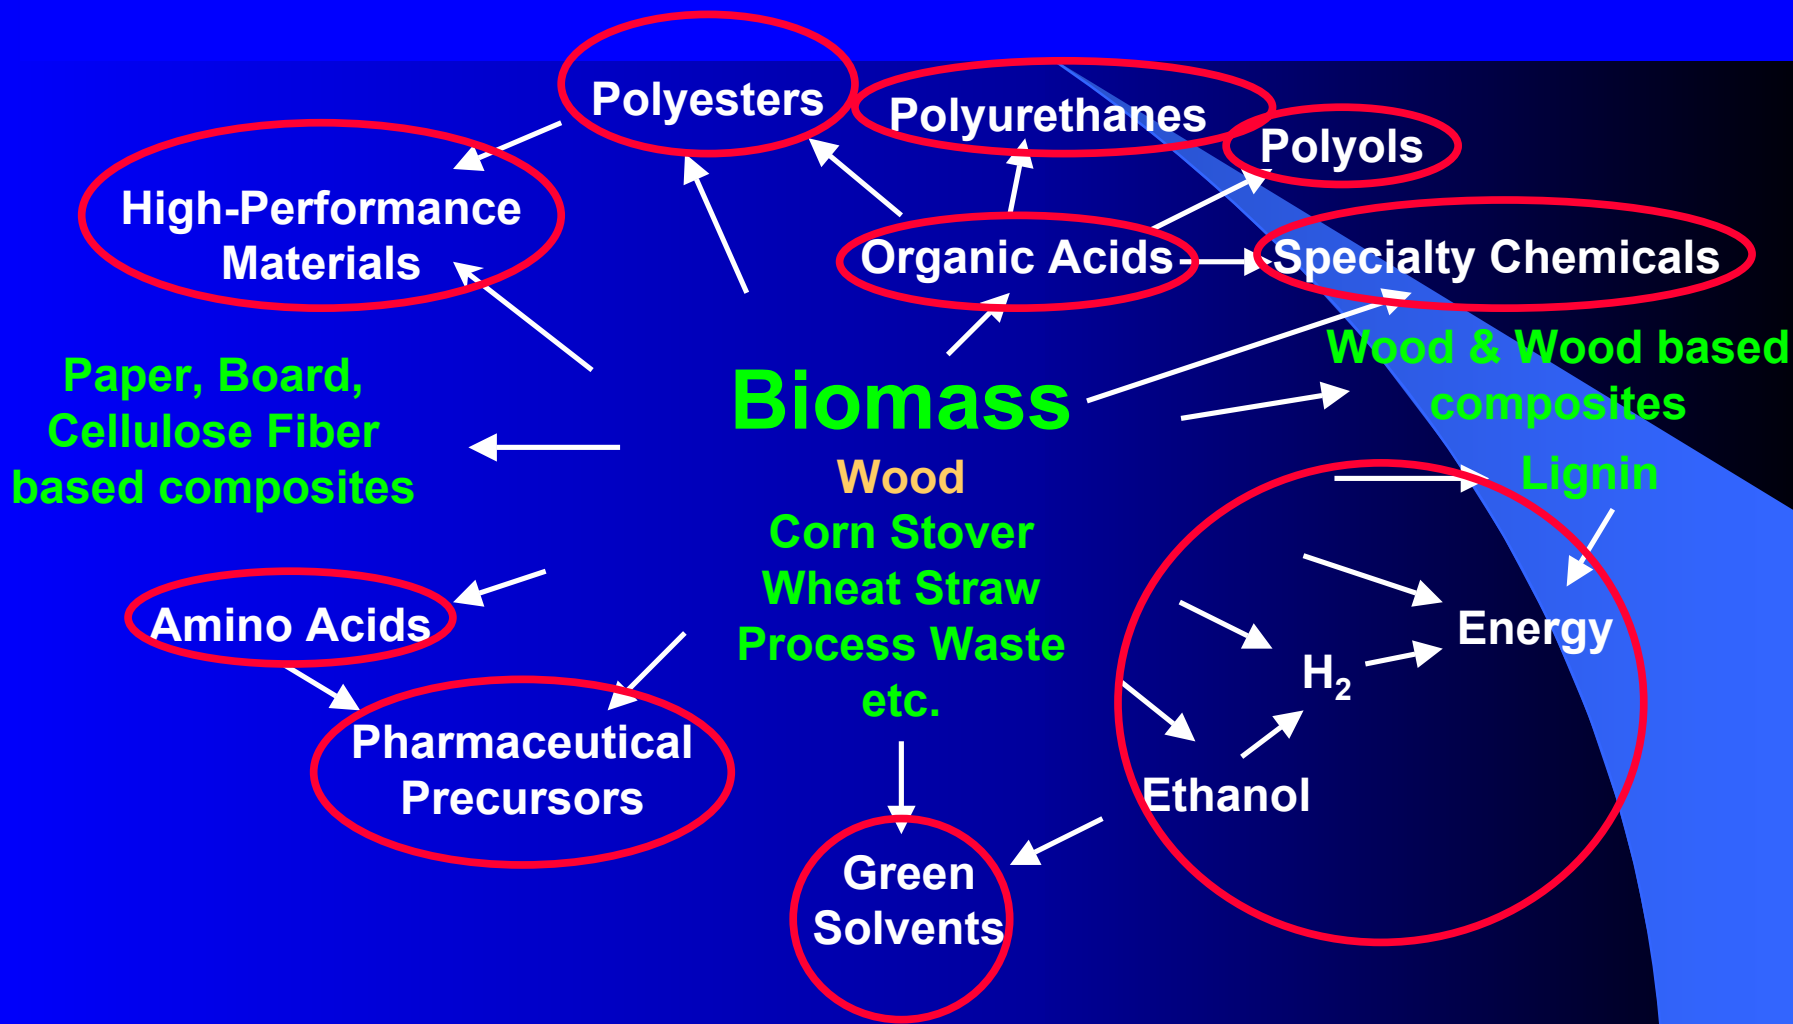 Polyesters
Polyurethanes
Polyols
High-Performance
Materials
Organic Acids
Specialty Chemicals
Paper, Board,
Cellulose Fiber
based composites
Biomass
Wood
Corn Stover
Wheat Straw
Process Waste
etc.
Wood & Wood based
composites
Lignin
Energy
H₂
Ethanol
Amino Acids
Pharmaceutical
Precursors
Green
Solvents